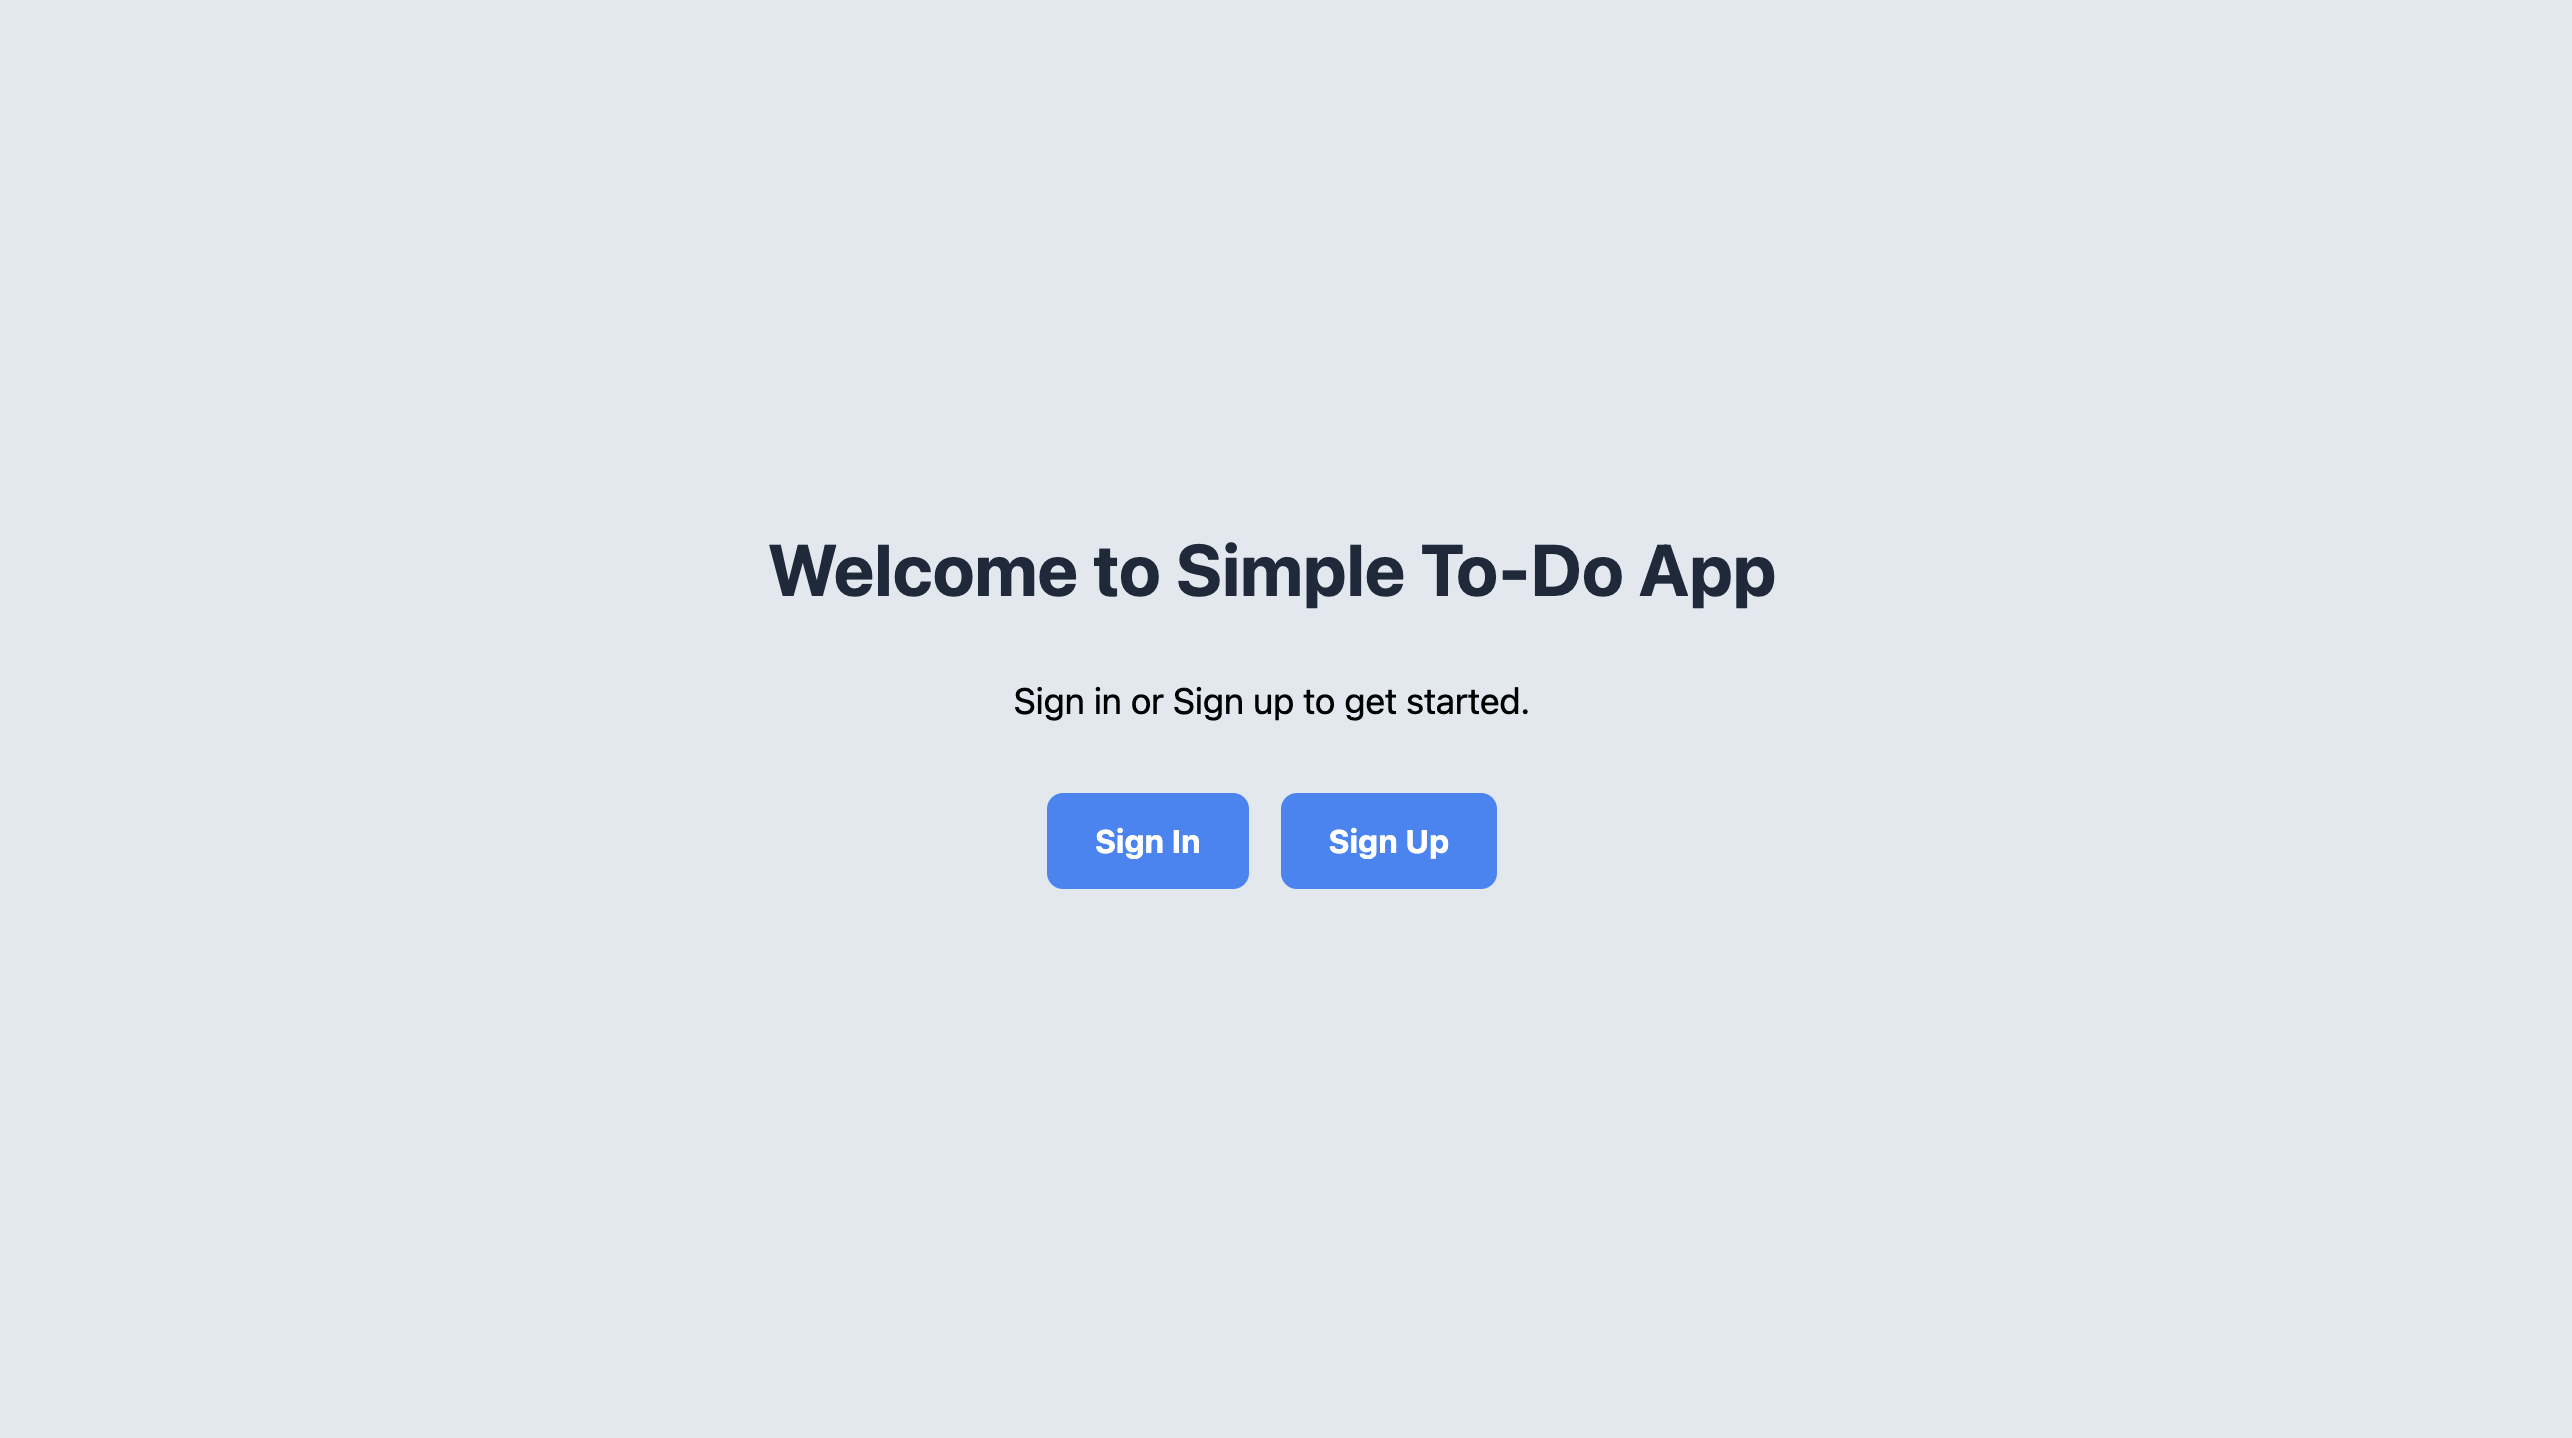 Welcome to Simple To-Do App
Sign in or Sign up to get started.
Sign In
Sign Up